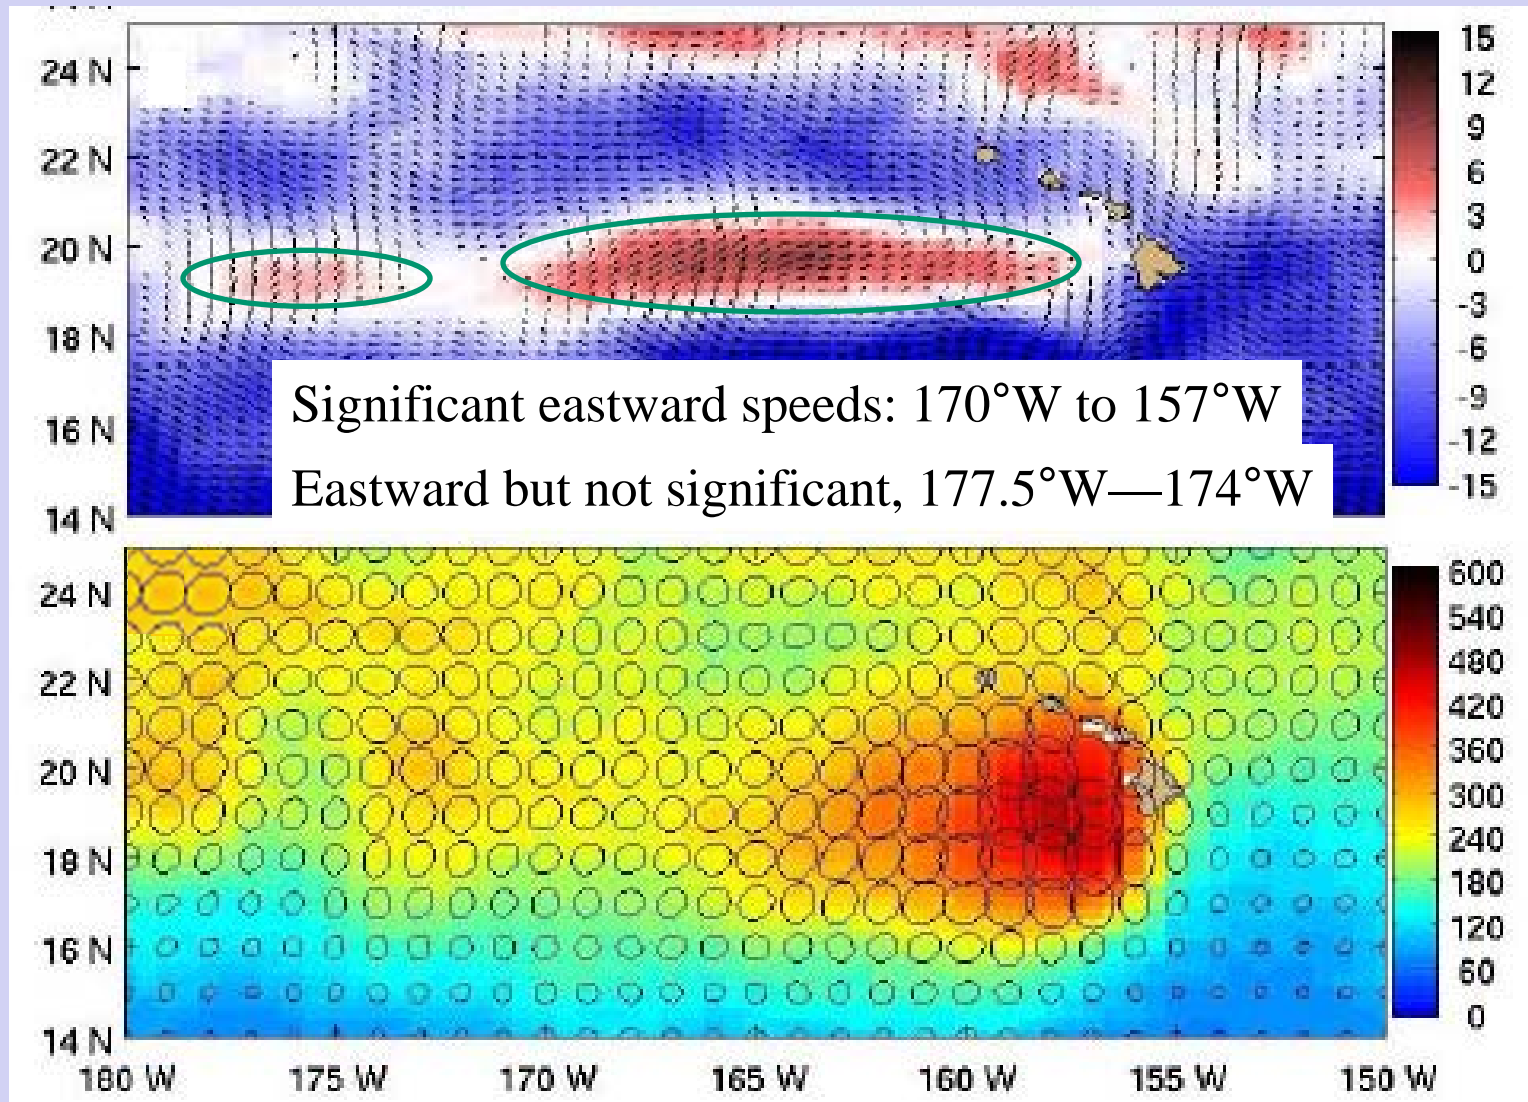 24 N
22 N
20 N
18 N
16 N
14 N
15
12
9
6
3
0
-3
-6
-9
-12
-15
Significant eastward speeds: 170°W to 157°W
Eastward but not significant, 177.5°W—174°W
24 N
22 N
20 N
18 N
16 N
14 N
180 W 175 W 170 W 165 W 160 W 155 W 150 W
600
540
480
420
360
300
240
180
120
60
0